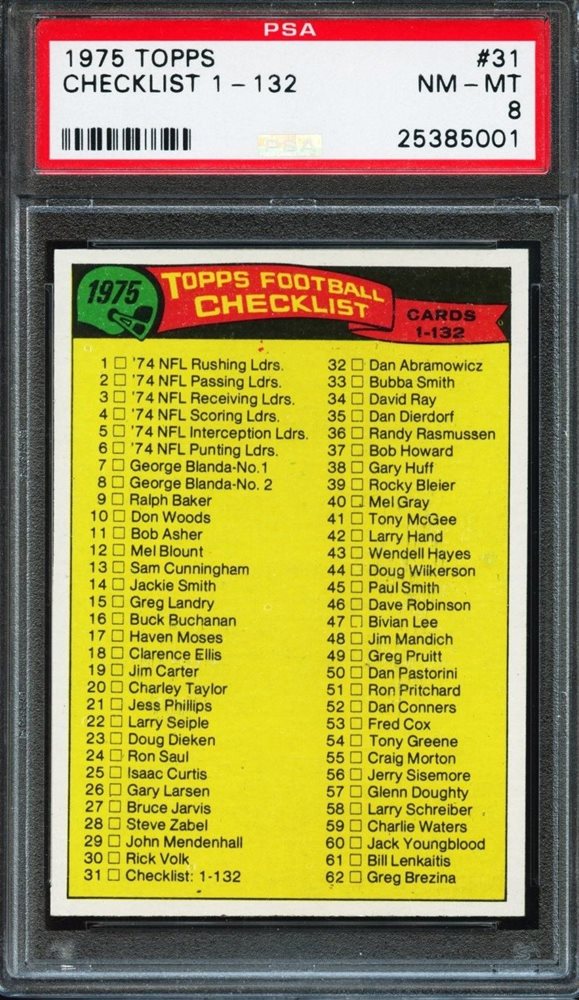 PSA
1975 TOPPS #31
CHECKLIST 1 - 132 NM - MT
8
PSA 25385001
1975 TOPPS FOOTBALL
CHECKLIST
CARDS
1-132
1 '74 NFL Rushing Ldrs.
2 '74 NFL Passing Ldrs.
3 '74 NFL Receiving Ldrs.
4 '74 NFL Scoring Ldrs.
5 '74 NFL Interception Ldrs.
6 '74 NFL Punting Ldrs.
7 George Blanda-No.1
8 George Blanda-No. 2
9 Ralph Baker
10 Don Woods
11 Bob Asher
12 Mel Blount
13 Sam Cunningham
14 Jackie Smith
15 Greg Landry
16 Buck Buchanan
17 Haven Moses
18 Clarence Ellis
19 Jim Carter
20 Charley Taylor
21 Jess Phillips
22 Larry Seiple
23 Doug Dieken
24 Ron Saul
25 Isaac Curtis
26 Gary Larsen
27 Bruce Jarvis
28 Steve Zabel
29 John Mendenhall
30 Rick Volk
31 Checklist: 1-132
32 Dan Abramowicz
33 Bubba Smith
34 David Ray
35 Dan Dierdorf
36 Randy Rasmussen
37 Bob Howard
38 Gary Huff
39 Rocky Bleier
40 Mel Gray
41 Tony McGee
42 Larry Hand
43 Wendell Hayes
44 Doug Wilkerson
45 Paul Smith
46 Dave Robinson
47 Bivian Lee
48 Jim Mandich
49 Greg Pruitt
50 Dan Pastorini
51 Ron Pritchard
52 Dan Conners
53 Fred Cox
54 Tony Greene
55 Craig Morton
56 Jerry Sisemore
57 Glenn Doughty
58 Larry Schreiber
59 Charlie Waters
60 Jack Youngblood
61 Bill Lenkaitis
62 Greg Brezina